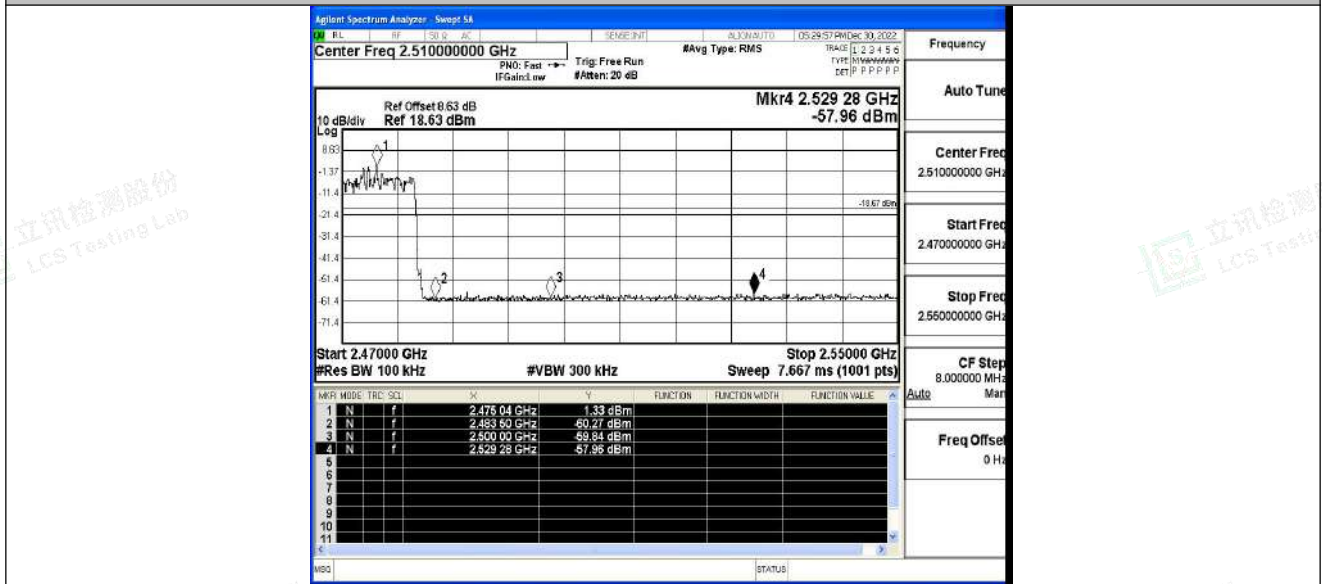 Agilent Spectrum Analyzer - Swept SA
RL RF 50 Ω AC SENSE:INT ALIGNAUTO 05:29:57 PM Dec 30, 2022
Center Freq 2.510000000 GHz
PNO: Fast
IFGain:Low
Trig: Free Run
#Atten: 20 dB
#Avg Type: RMS
TRACE 1 2 3 4 5 6
TYPE
DET P P P P P P
Ref Offset 8.63 dB
10 dB/div Ref 18.63 dBm
Log
Mkr4 2.529 28 GHz
-57.96 dBm
8.63
-1.37
-11.4
-21.4
-31.4
-41.4
-51.4
-61.4
-71.4
1
2
3
4
-18.67 dBm
Start 2.47000 GHz Stop 2.55000 GHz
#Res BW 100 kHz #VBW 300 kHz Sweep 7.667 ms (1001 pts)
MKR MODE TRC SCL X Y FUNCTION FUNCTION WIDTH FUNCTION VALUE
1 N f 2.475 04 GHz 1.33 dBm
2 N f 2.483 50 GHz -60.27 dBm
3 N f 2.500 00 GHz -59.84 dBm
4 N f 2.529 28 GHz -57.96 dBm
5
6
7
8
9
10
11
MSG STATUS
Frequency
Auto Tune
Center Freq
2.510000000 GHz
Start Freq
2.470000000 GHz
Stop Freq
2.550000000 GHz
CF Step
8.000000 MHz
Auto Man
Freq Offset
0 Hz
立讯检测股份
LCS Testing Lab
立讯检测
LCS Testi